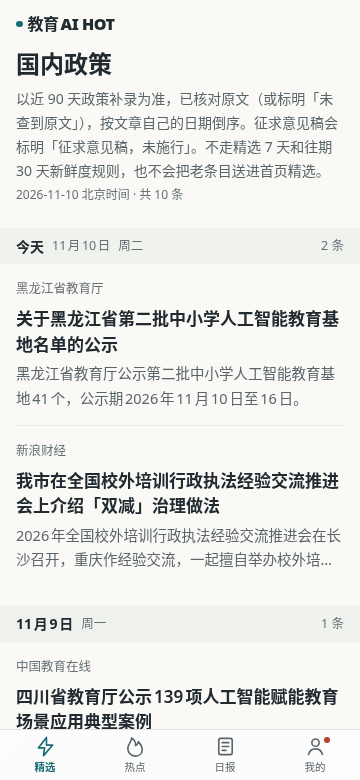 教育 AI HOT
国内政策
以近 90 天政策补录为准，已核对原文（或标明「未
查到原文」），按文章自己的日期倒序。征求意见稿会
标明「征求意见稿，未施行」。不走精选 7 天和往期
30 天新鲜度规则，也不会把老条目送进首页精选。
2026-11-10 北京时间 · 共 10 条
今天 11月10日 周二 2 条
黑龙江省教育厅
关于黑龙江省第二批中小学人工智能教育基
地名单的公示
黑龙江省教育厅公示第二批中小学人工智能教育基
地41个，公示期2026年11月10日至16日。
新浪财经
我市在全国校外培训行政执法经验交流推进
会上介绍「双减」治理做法
2026年全国校外培训行政执法经验交流推进会在长
沙召开，重庆作经验交流，一起擅自举办校外培...
11月9日 周一 1 条
中国教育在线
四川省教育厅公示139项人工智能赋能教育
场景应用典型案例
精选 热点 日报 我的